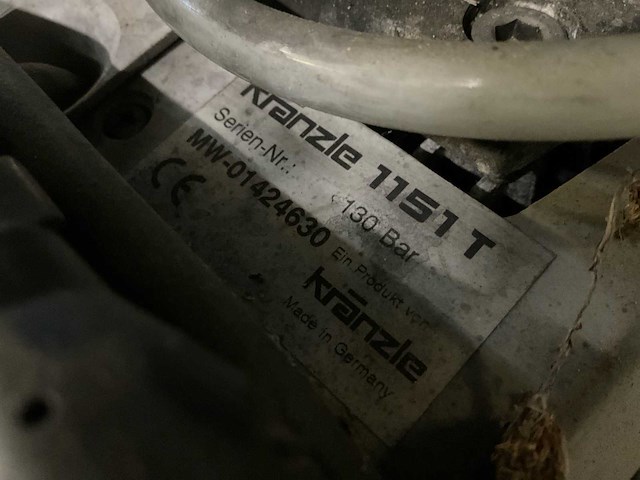 Kränzle 1151 T
Serien-Nr.: 130 Bar
MW-01424630
CE
Ein Produkt von
Kränzle
Made in Germany